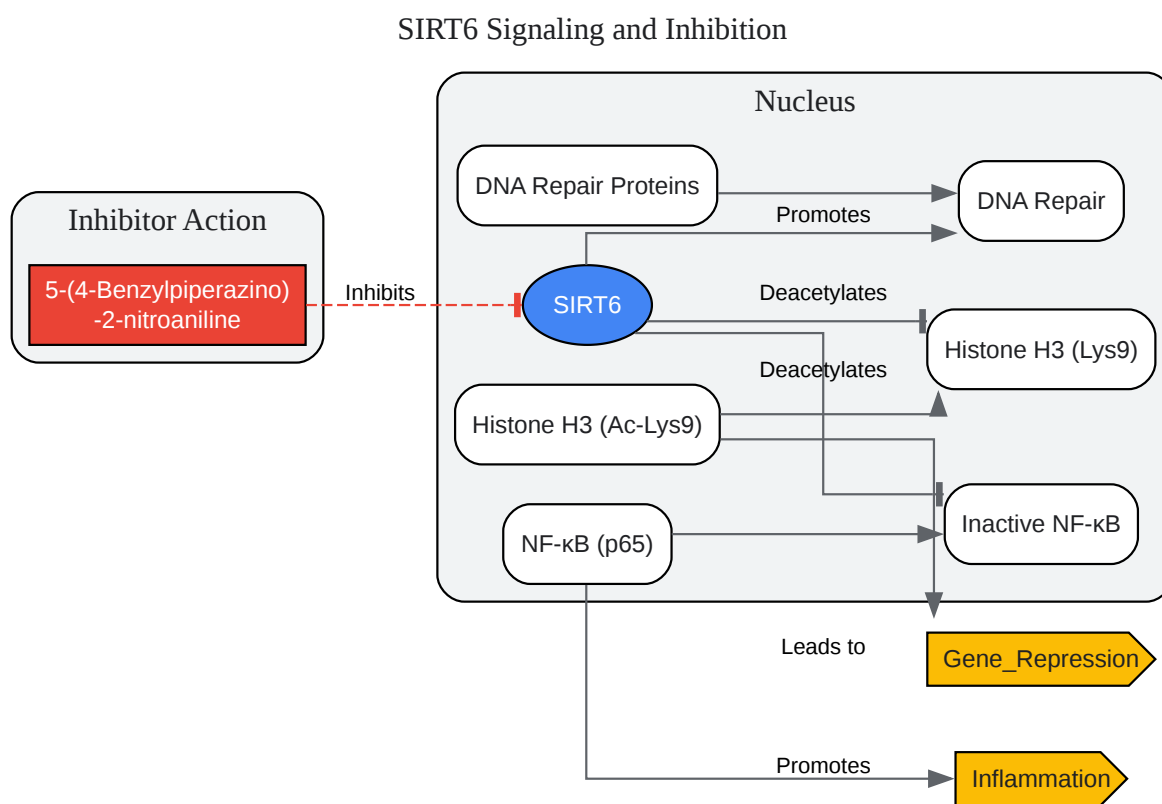 SIRT6 Signaling and Inhibition
Nucleus
DNA Repair Proteins
DNA Repair
Promotes
Inhibitor Action
5-(4-Benzylpiperazino)
-2-nitroaniline
Inhibits
SIRT6
Deacetylates
Histone H3 (Lys9)
Deacetylates
Histone H3 (Ac-Lys9)
Inactive NF-κB
NF-κB (p65)
Leads to
Gene_Repression
Promotes
Inflammation